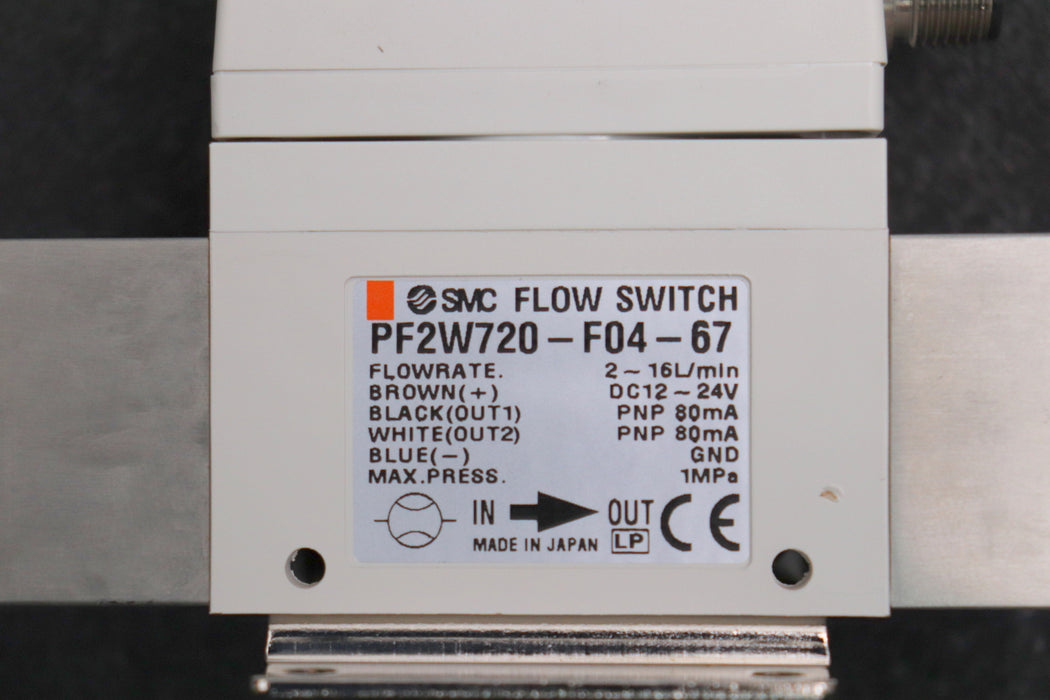 SMC FLOW SWITCH
PF2W720-F04-67
FLOWRATE. 2~16L/min
BROWN(+) DC12~24V
BLACK(OUT1) PNP 80mA
WHITE(OUT2) PNP 80mA
BLUE(-) GND
MAX.PRESS. 1MPa
IN OUT CE
MADE IN JAPAN LP